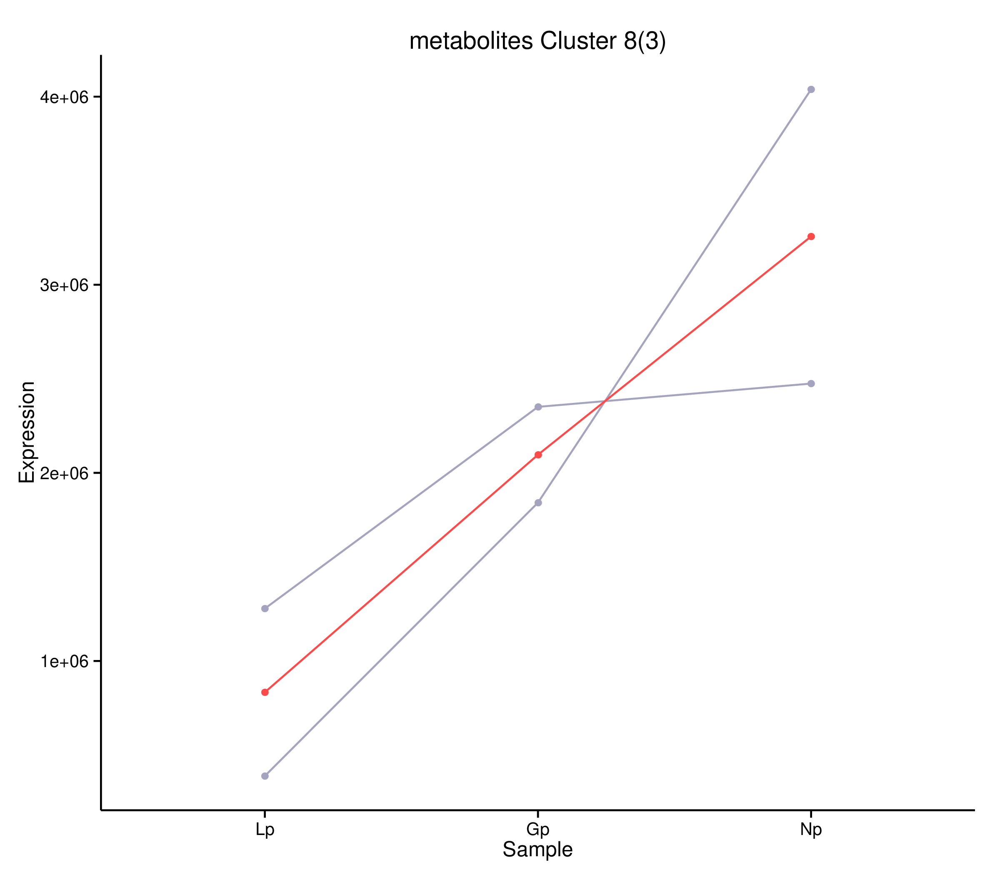 metabolites Cluster 8(3)
4e+06
3e+06
2e+06
1e+06
Expression
Lp
Gp
Np
Sample